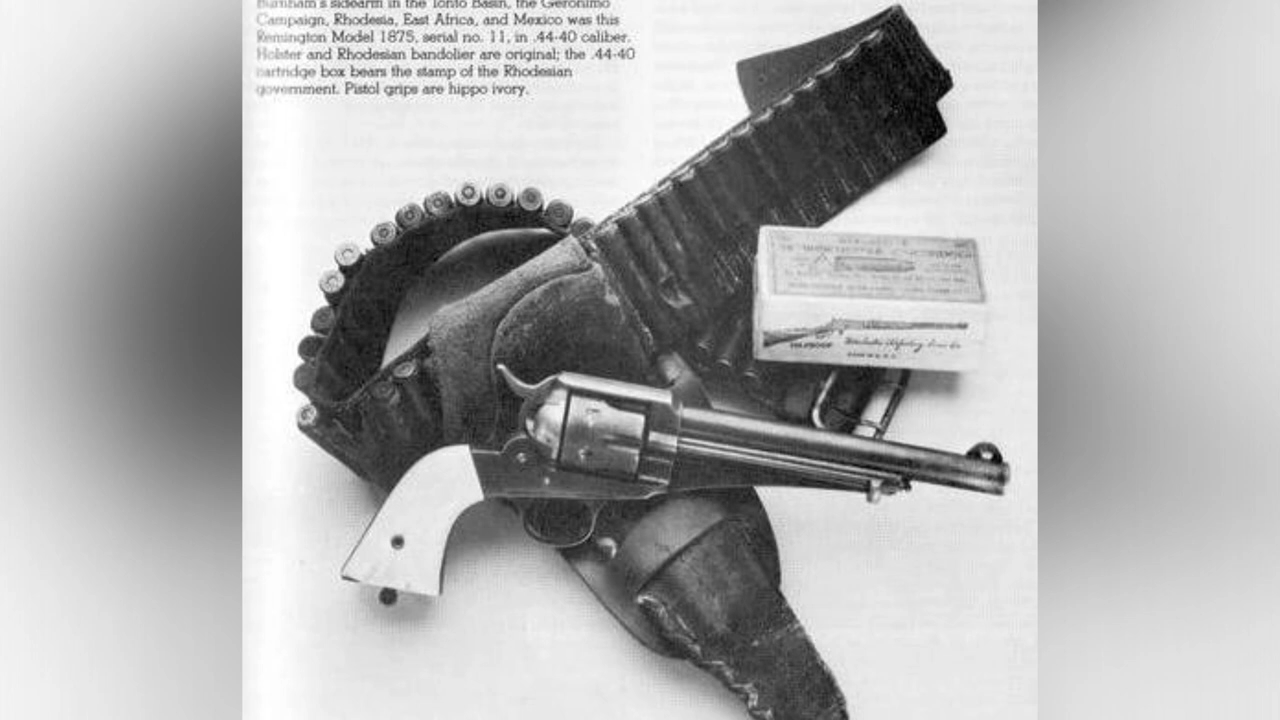 Burnham's sidearm in the Tonto Basin, the Geronimo
Campaign, Rhodesia, East Africa, and Mexico was this
Remington Model 1875, serial no. 11, in .44-40 caliber.
Holster and Rhodesian bandolier are original; the .44-40
cartridge box bears the stamp of the Rhodesian
government. Pistol grips are hippo ivory.
WINCHESTER